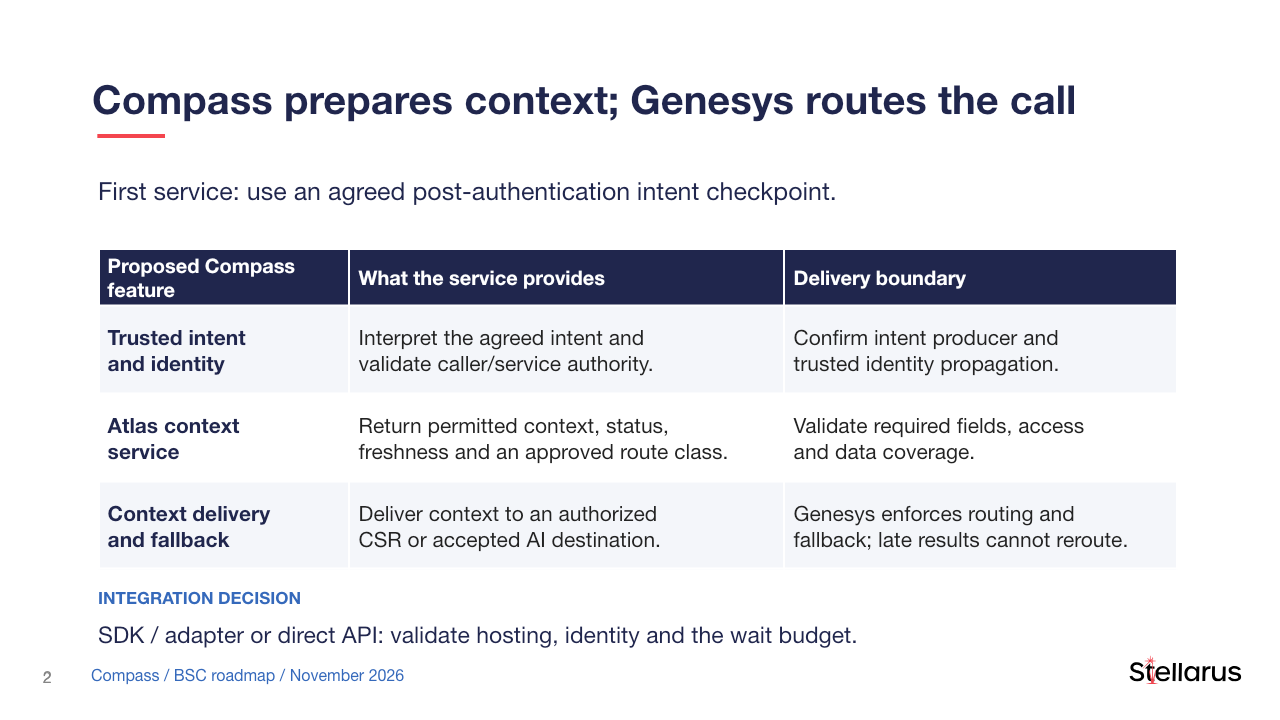 Compass prepares context; Genesys routes the call
First service: use an agreed post-authentication intent checkpoint.
Proposed Compass
feature
What the service provides
Delivery boundary
Trusted intent
and identity
Interpret the agreed intent and
validate caller/service authority.
Confirm intent producer and
trusted identity propagation.
Atlas context
service
Return permitted context, status,
freshness and an approved route class.
Validate required fields, access
and data coverage.
Context delivery
and fallback
Deliver context to an authorized
CSR or accepted AI destination.
Genesys enforces routing and
fallback; late results cannot reroute.
INTEGRATION DECISION
SDK / adapter or direct API: validate hosting, identity and the wait budget.
2
Compass / BSC roadmap / November 2026
Stellarus